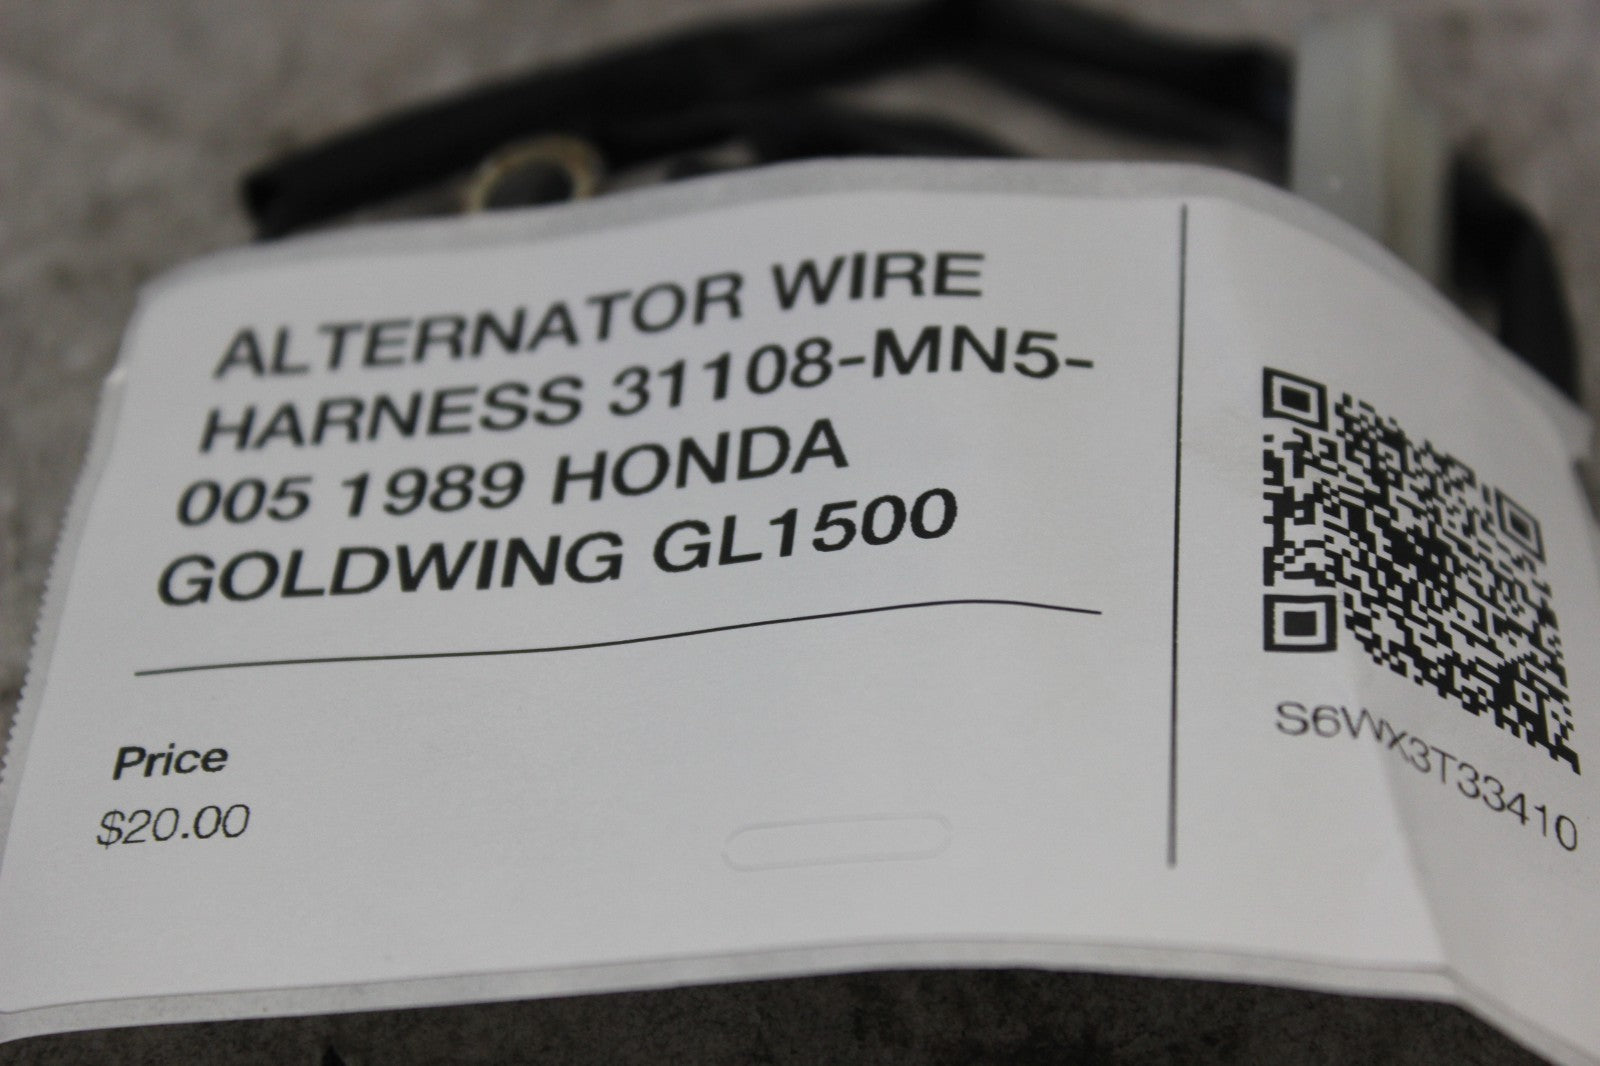 ALTERNATOR WIRE
HARNESS 31108-MN5-
005 1989 HONDA
GOLDWING GL1500
Price
$20.00
S6WX3T33410